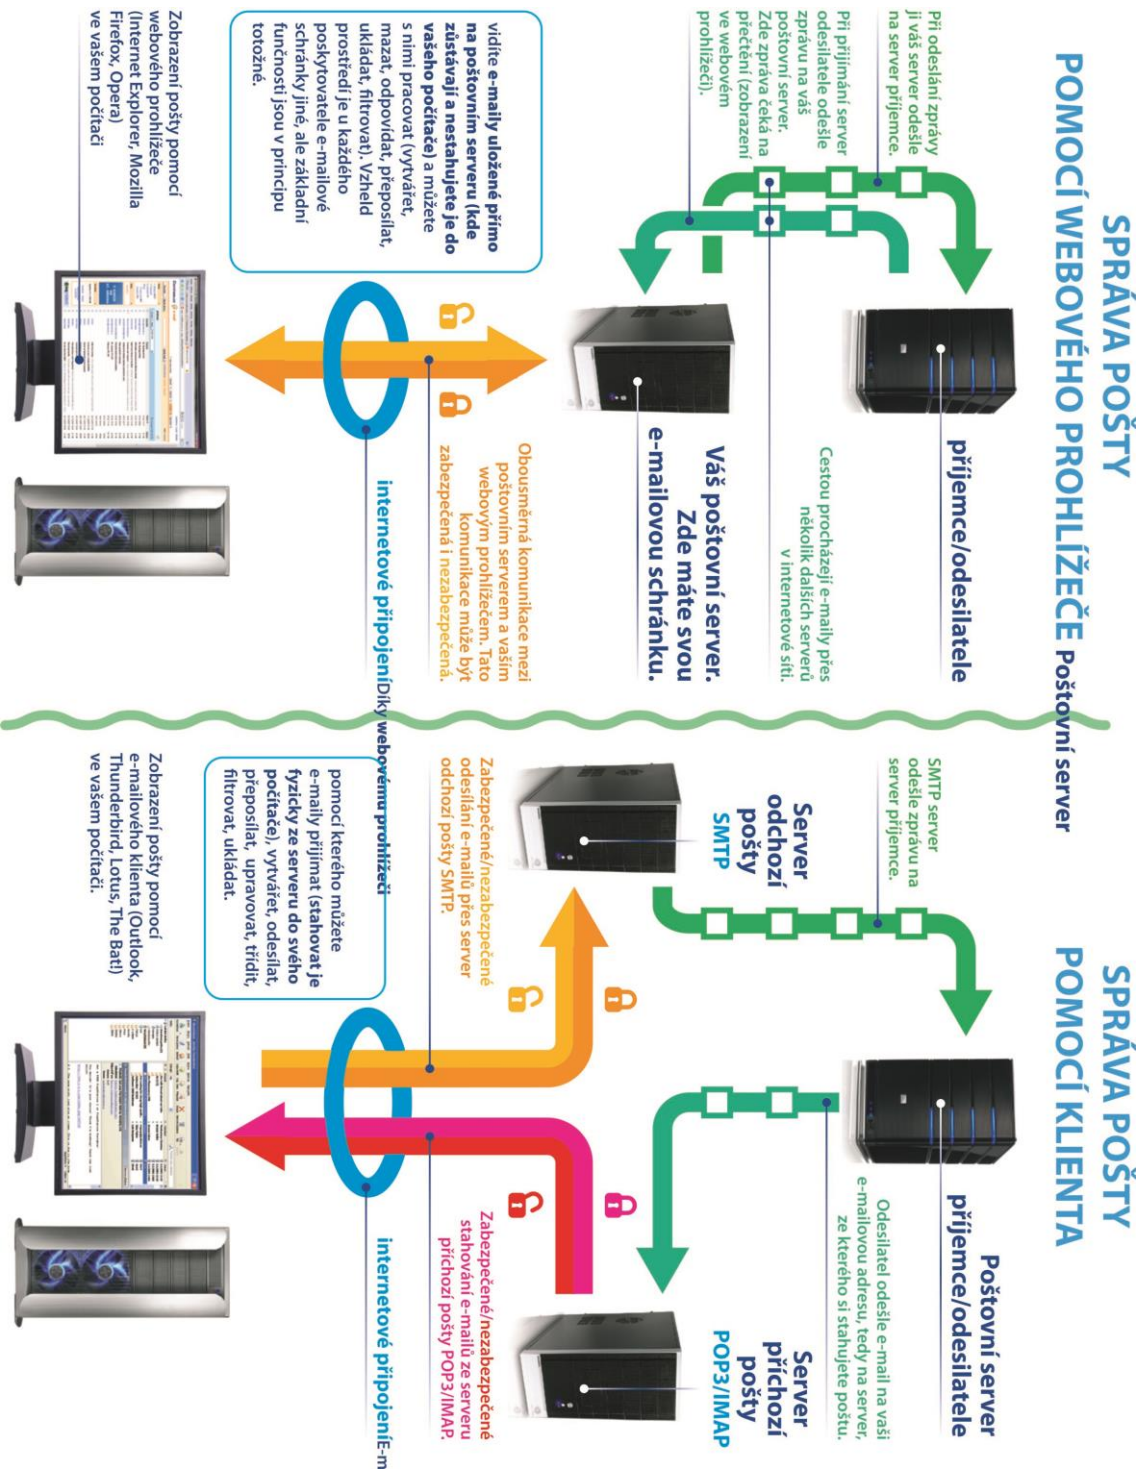 SPRÁVA POŠTY
POMOCÍ WEBOVÉHO PROHLÍŽEČE
Poštovní server
příjemce/odesilatele
Při odeslání zprávy
ji váš server odešle
na server příjemce.
Při přijímání server
odesilatele odešle
zprávu na váš
poštovní server.
Zde zpráva čeká na
přečtení (zobrazení
ve webovém
prohlížeči).
Cestou procházejí e-maily přes
několik dalších serverů
v internetové síti.
Váš poštovní server.
Zde máte svou
e-mailovou schránku.
Obousměrná komunikace mezi
poštovním serverem a vaším
webovým prohlížečem. Tato
komunikace může být
zabezpečená i nezabezpečená.
internetové připojení
Díky webovému prohlížeči
vidíte e-maily uložené přímo
na poštovním serveru (kde
zůstávají a nestahujete je do
vašeho počítače) a můžete
s nimi pracovat (vytvářet,
mazat, odpovídat, přeposílat,
ukládat, filtrovat). Vzheld
prostředí je u každého
poskytovatele e-mailové
schránky jiné, ale základní
funčnosti jsou v principu
totožné.
Zobrazení pošty pomocí
webového prohlížeče
(Internet Explorer, Mozilla
Firefox, Opera)
ve vašem počítači
SPRÁVA POŠTY
POMOCÍ KLIENTA
Poštovní server
příjemce/odesilatele
SMTP server
odešle zprávu na
server příjemce.
Odesilatel odešle e-mail na vaši
e-mailovou adresu, tedy na server,
ze kterého si stahujete poštu.
Server
odchozí
pošty
SMTP
Server
příchozí
pošty
POP3/IMAP
Zabezpečené/nezabezpečené
odesílání e-mailů přes server
odchozí pošty SMTP.
Zabezpečené/nezabezpečené
stahování e-mailů ze serveru
příchozí pošty POP3/IMAP.
internetové připojení
E-m
pomocí kterého můžete
e-maily přijímat (stahovat je
fyzicky ze serveru do svého
počítače), vytvářet, odesílat,
přeposílat, upravovat, třídit,
filtrovat, ukládat.
Zobrazení pošty pomocí
e-mailového klienta (Outlook,
Thunderbird, Lotus, The Bat!)
ve vašem počítači.